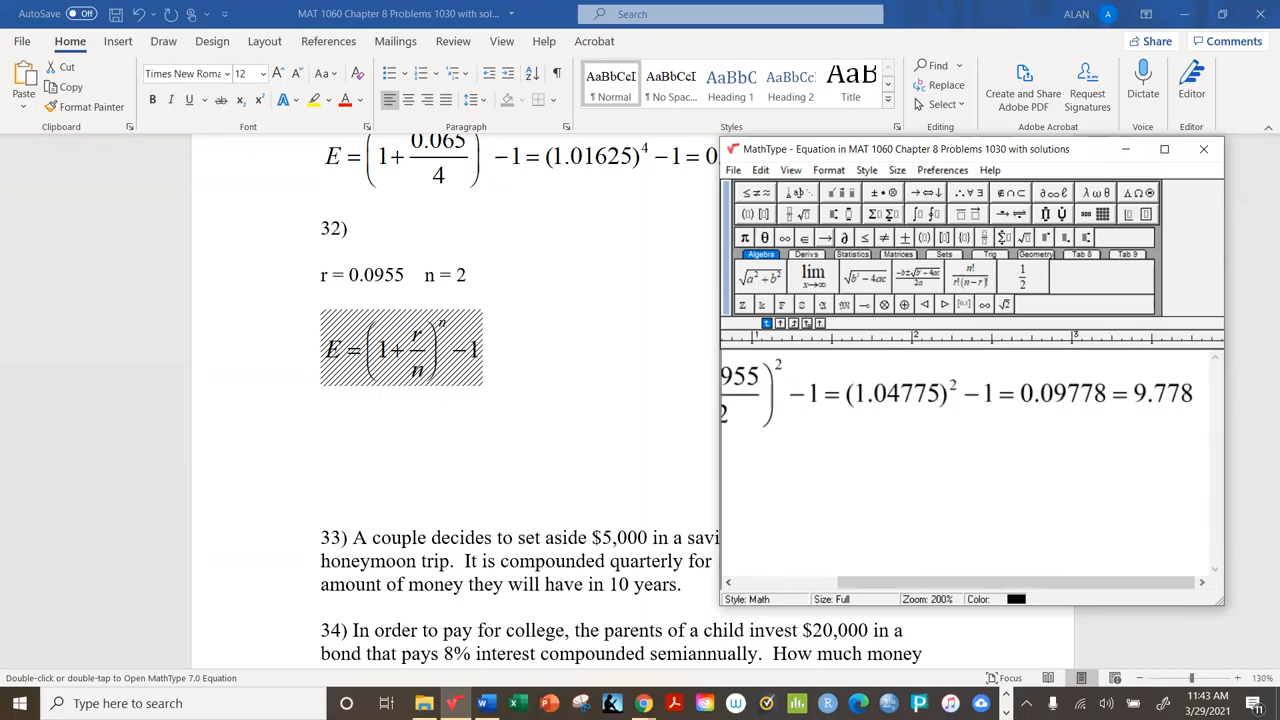 AutoSave Off MAT 1060 Chapter 8 Problems 1030 with sol... Search ALAN A
File Home Insert Draw Design Layout References Mailings Review View Help Acrobat Share Comments
Paste Cut Copy Format Painter
Times New Roma 12
AaBbCcI ¶ Normal AaBbCcI ¶ No Spac... AaBbC Heading 1 AaBbC Heading 2 AaB Title
Find Replace Select
Create and Share Adobe PDF Request Signatures Dictate Editor
Clipboard Font Paragraph Styles Editing Adobe Acrobat Voice Editor
E = (1 + 0.065/4) − 1 = (1.01625)^4 − 1 = 0.
32)
r = 0.0955 n = 2
E = (1 + r/n)^n − 1
33) A couple decides to set aside $5,000 in a savi
honeymoon trip. It is compounded quarterly for
amount of money they will have in 10 years.
34) In order to pay for college, the parents of a child invest $20,000 in a
bond that pays 8% interest compounded semiannually. How much money
MathType - Equation in MAT 1060 Chapter 8 Problems 1030 with solutions
File Edit View Format Style Size Preferences Help
Algebra Derivs Statistics Matrices Sets Trig Geometry Tab 8 Tab 9
1 2
955/2)^2 − 1 = (1.04775)^2 − 1 = 0.09778 = 9.778
Style: Math Size: Full Zoom: 200% Color:
Double-click or double-tap to Open MathType 7.0 Equation Focus 130%
Type here to search
11:43 AM
3/29/2021